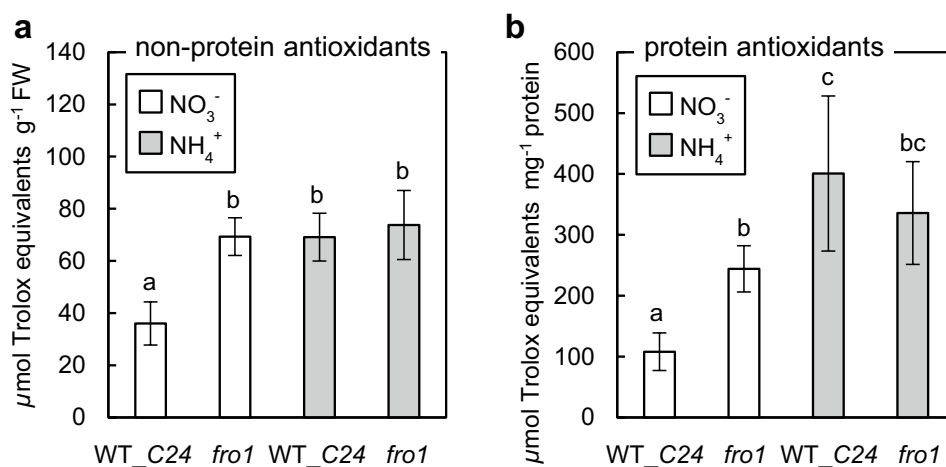 a
non-protein antioxidants
µmol Trolox equivalents g⁻¹ FW
140
120
100
80
60
40
20
0
NO₃⁻
NH₄⁺
a
b
b
b
WT_C24 fro1 WT_C24 fro1
b
protein antioxidants
µmol Trolox equivalents mg⁻¹ protein
600
500
400
300
200
100
0
NO₃⁻
NH₄⁺
a
b
c
bc
WT_C24 fro1 WT_C24 fro1